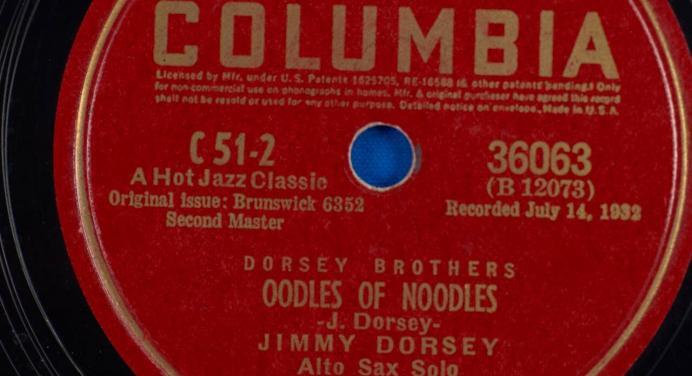 COLUMBIA
Licensed by Mfr. under U.S. Patents 1625705, RE-16588 (& other patents pending) Only
for non-commercial use on phonographs in homes. Mfr. & original purchaser have agreed this record
shall not be resold or used for any other purpose. Detailed notice on envelope. Made in U.S.A.
C 51-2
A Hot Jazz Classic
Original issue: Brunswick 6352
Second Master
36063
(B 12073)
Recorded July 14, 1932
DORSEY BROTHERS
OODLES OF NOODLES
-J. Dorsey-
JIMMY DORSEY
Alto Sax Solo